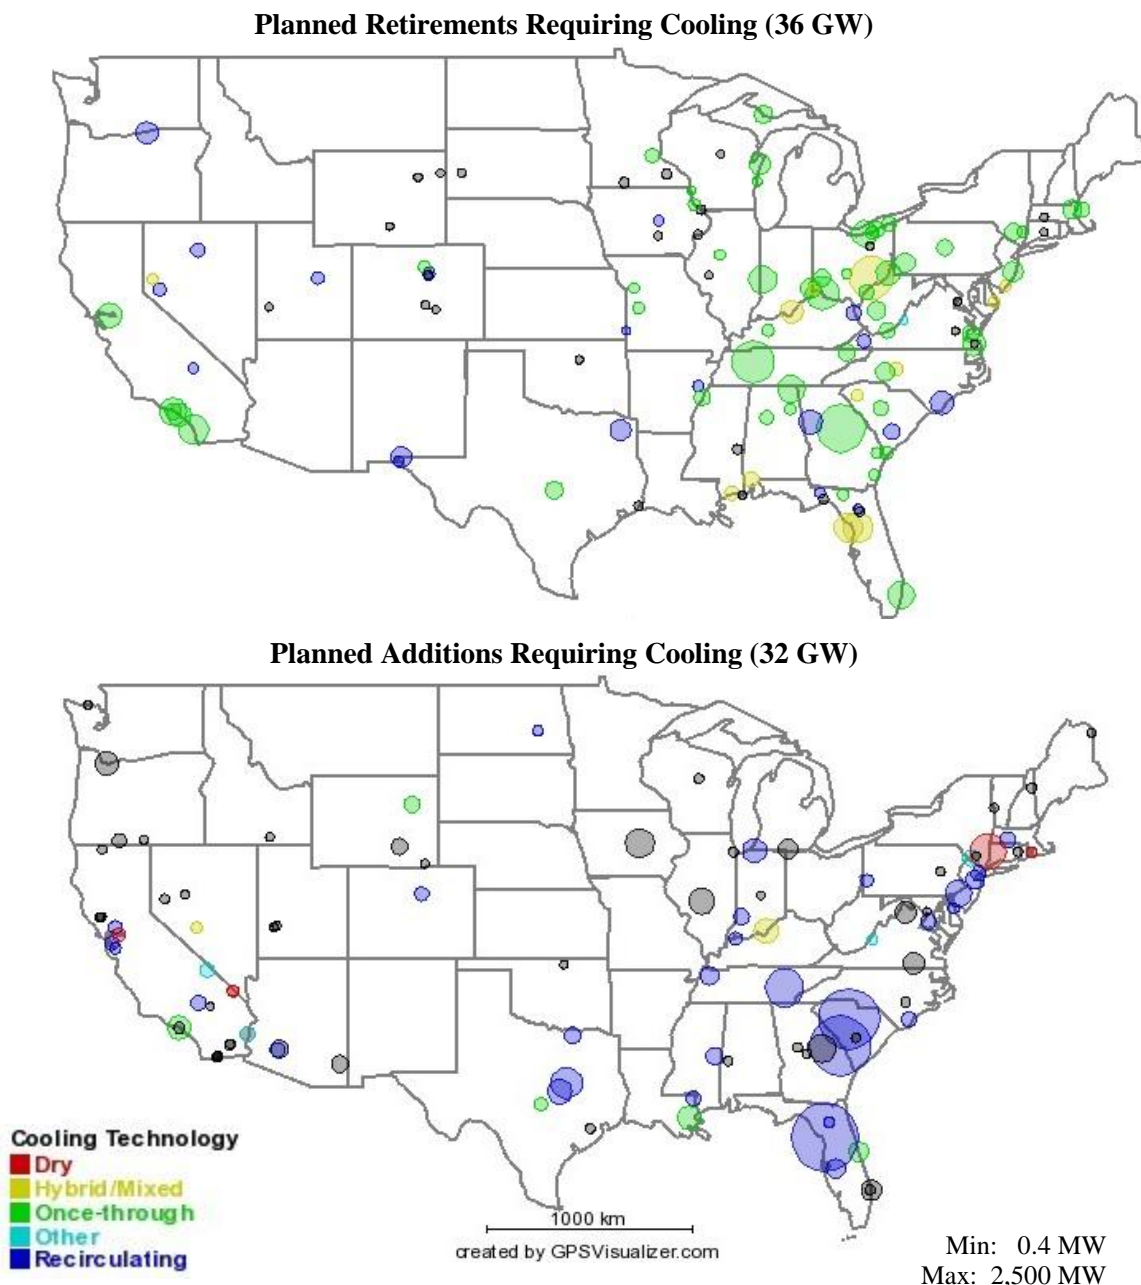 Planned Retirements Requiring Cooling (36 GW)
Planned Additions Requiring Cooling (32 GW)
Cooling Technology
Dry
Hybrid/Mixed
Once-through
Other
Recirculating
1000 km
created by GPSVisualizer.com
Min: 0.4 MW
Max: 2,500 MW